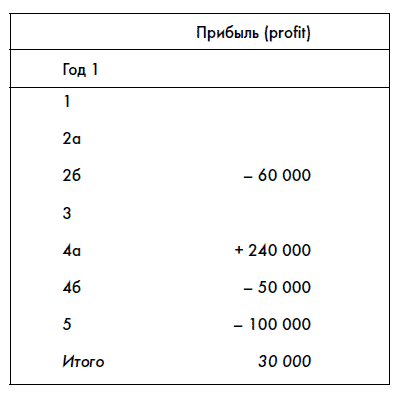 Прибыль (profit)
Год 1
1
2а
2б – 60 000
3
4а + 240 000
4б – 50 000
5 – 100 000
Итого 30 000